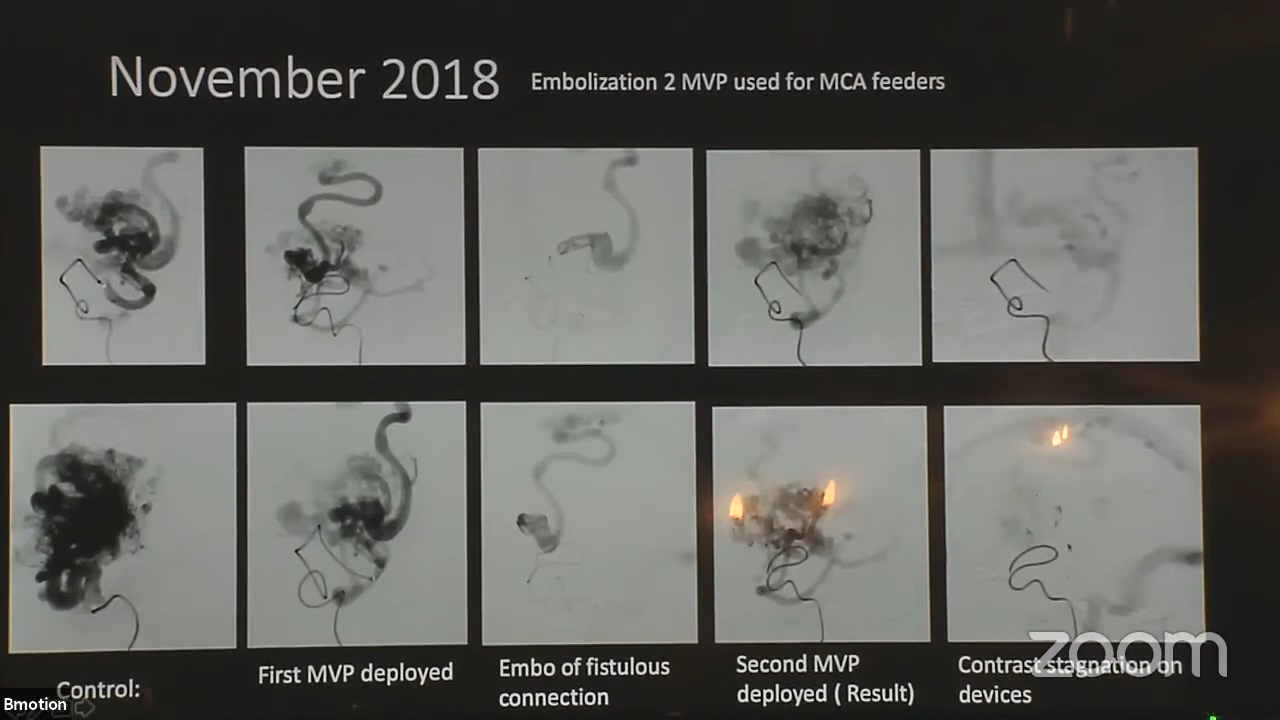 November 2018
Embolization 2 MVP used for MCA feeders
Control:
First MVP deployed
Embo of fistulous
connection
Second MVP
deployed ( Result)
Contrast stagnation on
devices
zoom
Bmotion